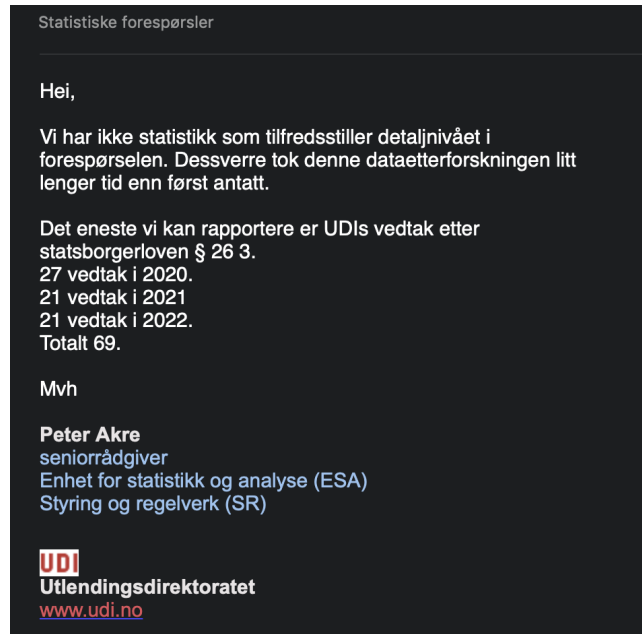 Statistiske forespørsler
Hei,
Vi har ikke statistikk som tilfredsstiller detaljnivået i
forespørselen. Dessverre tok denne dataetterforskningen litt
lenger tid enn først antatt.
Det eneste vi kan rapportere er UDIs vedtak etter
statsborgerloven § 26 3.
27 vedtak i 2020.
21 vedtak i 2021
21 vedtak i 2022.
Totalt 69.
Mvh
Peter Akre
seniorrådgiver
Enhet for statistikk og analyse (ESA)
Styring og regelverk (SR)
UDI
Utlendingsdirektoratet
www.udi.no